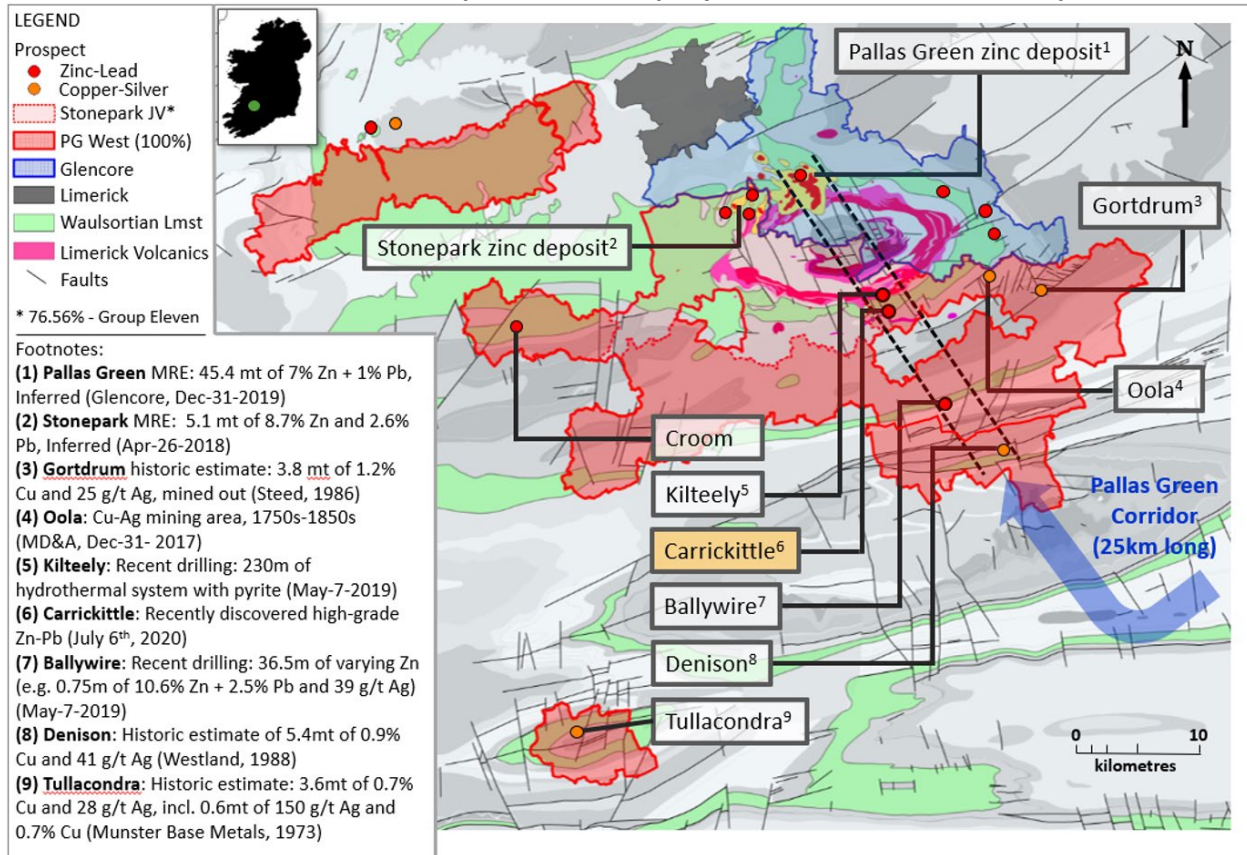 LEGEND
Prospect
Zinc-Lead
Copper-Silver
Stonepark JV*
PG West (100%)
Glencore
Limerick
Waulsortian Lmst
Limerick Volcanics
Faults
* 76.56% - Group Eleven
Footnotes:
(1) Pallas Green MRE: 45.4 mt of 7% Zn + 1% Pb,
Inferred (Glencore, Dec-31-2019)
(2) Stonepark MRE: 5.1 mt of 8.7% Zn and 2.6%
Pb, Inferred (Apr-26-2018)
(3) Gortdrum historic estimate: 3.8 mt of 1.2%
Cu and 25 g/t Ag, mined out (Steed, 1986)
(4) Oola: Cu-Ag mining area, 1750s-1850s
(MD&A, Dec-31- 2017)
(5) Kilteely: Recent drilling: 230m of
hydrothermal system with pyrite (May-7-2019)
(6) Carrickittle: Recently discovered high-grade
Zn-Pb (July 6th, 2020)
(7) Ballywire: Recent drilling: 36.5m of varying Zn
(e.g. 0.75m of 10.6% Zn + 2.5% Pb and 39 g/t Ag)
(May-7-2019)
(8) Denison: Historic estimate of 5.4mt of 0.9%
Cu and 41 g/t Ag (Westland, 1988)
(9) Tullacondra: Historic estimate: 3.6mt of 0.7%
Cu and 28 g/t Ag, incl. 0.6mt of 150 g/t Ag and
0.7% Cu (Munster Base Metals, 1973)
Pallas Green zinc deposit1
N
Gortdrum3
Stonepark zinc deposit2
Oola4
Croom
Kilteely5
Carrickittle6
Ballywire7
Denison8
Tullacondra9
Pallas Green
Corridor
(25km long)
0 10
kilometres